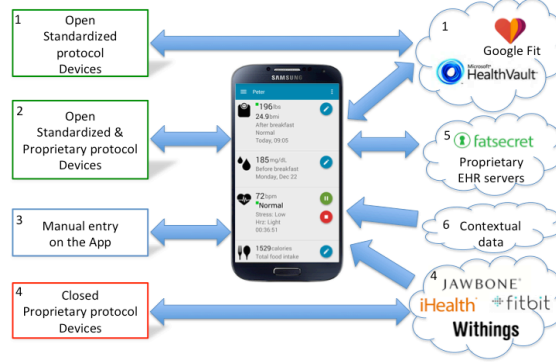 1
Open
Standardized
protocol
Devices
2
Open
Standardized &
Proprietary protocol
Devices
3
Manual entry
on the App
4
Closed
Proprietary protocol
Devices
SAMSUNG
Peter
196lbs
24.9bmi
After breakfast
Normal
Today, 09:05
185mg/dL
Before breakfast
Monday, Dec 22
72bpm
Normal
Stress: Low
Hrz: Light
00:36:51
1529calories
Total food intake
1
Google Fit
Microsoft
HealthVault
5
fatsecret
Proprietary
EHR servers
6
Contextual
data
4
JAWBONE
iHealth
fitbit
Withings